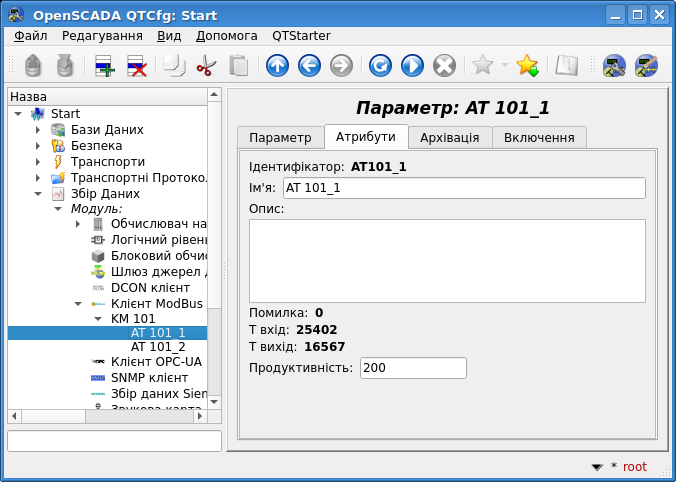 OpenSCADA QTCfg: Start
Файл Редагування Вид Допомога QTStarter
Назва
Start
Бази Даних
Безпека
Транспорти
Транспортні Протоко
Збір Даних
Модуль:
Обчислювач на
Логічний рівен
Блоковий обчис
Шлюз джерел д
DCON клієнт
Клієнт ModBus
KM 101
AT 101_1
AT 101_2
Клієнт OPC-UA
SNMP клієнт
Збір даних Sien
Звукова карта
Параметр: AT 101_1
Параметр Атрибути Архівація Включення
Ідентифікатор: AT101_1
Ім'я: AT 101_1
Опис:
Помилка: 0
T вхід: 25402
T вихід: 16567
Продуктивність: 200
* root